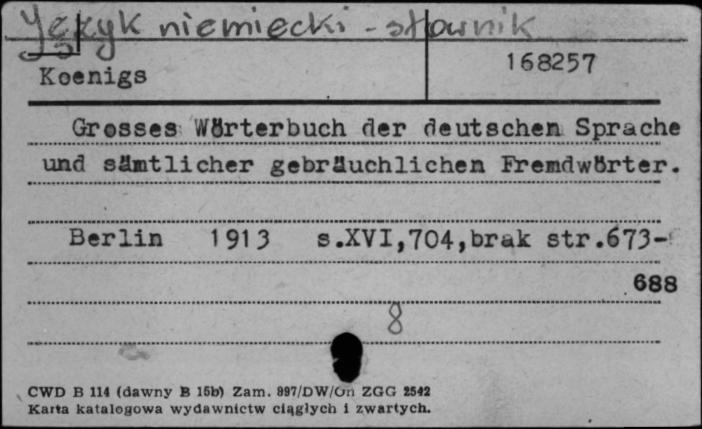 Język niemiecki - słownik
Koenigs
168257
Grosses Wörterbuch der deutschen Sprache
und sämtlicher gebräuchlichen Fremdwörter.
Berlin 1913 s.XVI,704,brak str.673-
688
8
CWD B 114 (dawny B 15b) Zam. 897/DW/On ZGG 2542
Karta katalogowa wydawnictw ciągłych i zwartych.